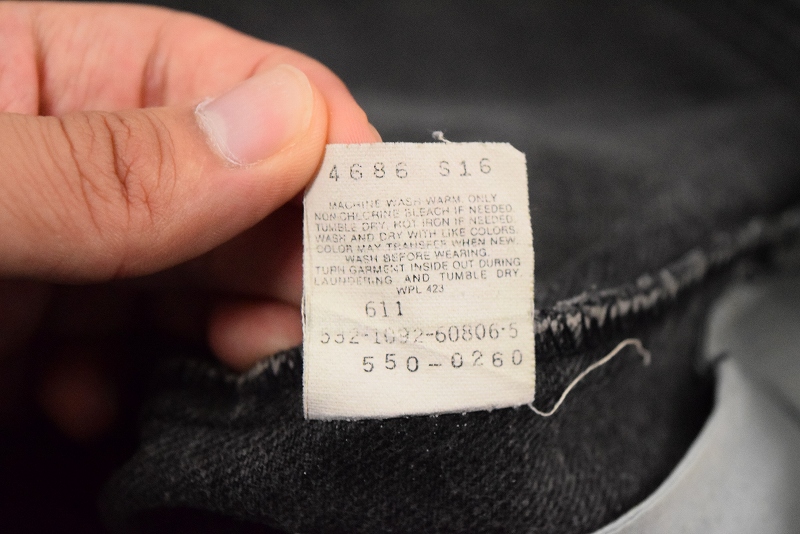 4686 S16
MACHINE WASH WARM. ONLY
NON-CHLORINE BLEACH IF NEEDED.
TUMBLE DRY. HOT IRON IF NEEDED.
WASH AND DRY WITH LIKE COLORS.
COLOR MAY TRANSFER WHEN NEW.
WASH BEFORE WEARING.
TURN GARMENT INSIDE OUT DURING
LAUNDERING AND TUMBLE DRY.
WPL 423
611
532-1092-60806-5
550-0260